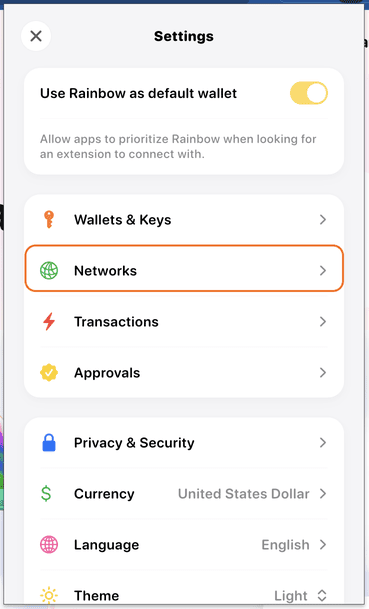 Settings
Use Rainbow as default wallet
Allow apps to prioritize Rainbow when looking for
an extension to connect with.
Wallets & Keys
Networks
Transactions
Approvals
Privacy & Security
Currency United States Dollar
Language English
Theme Light